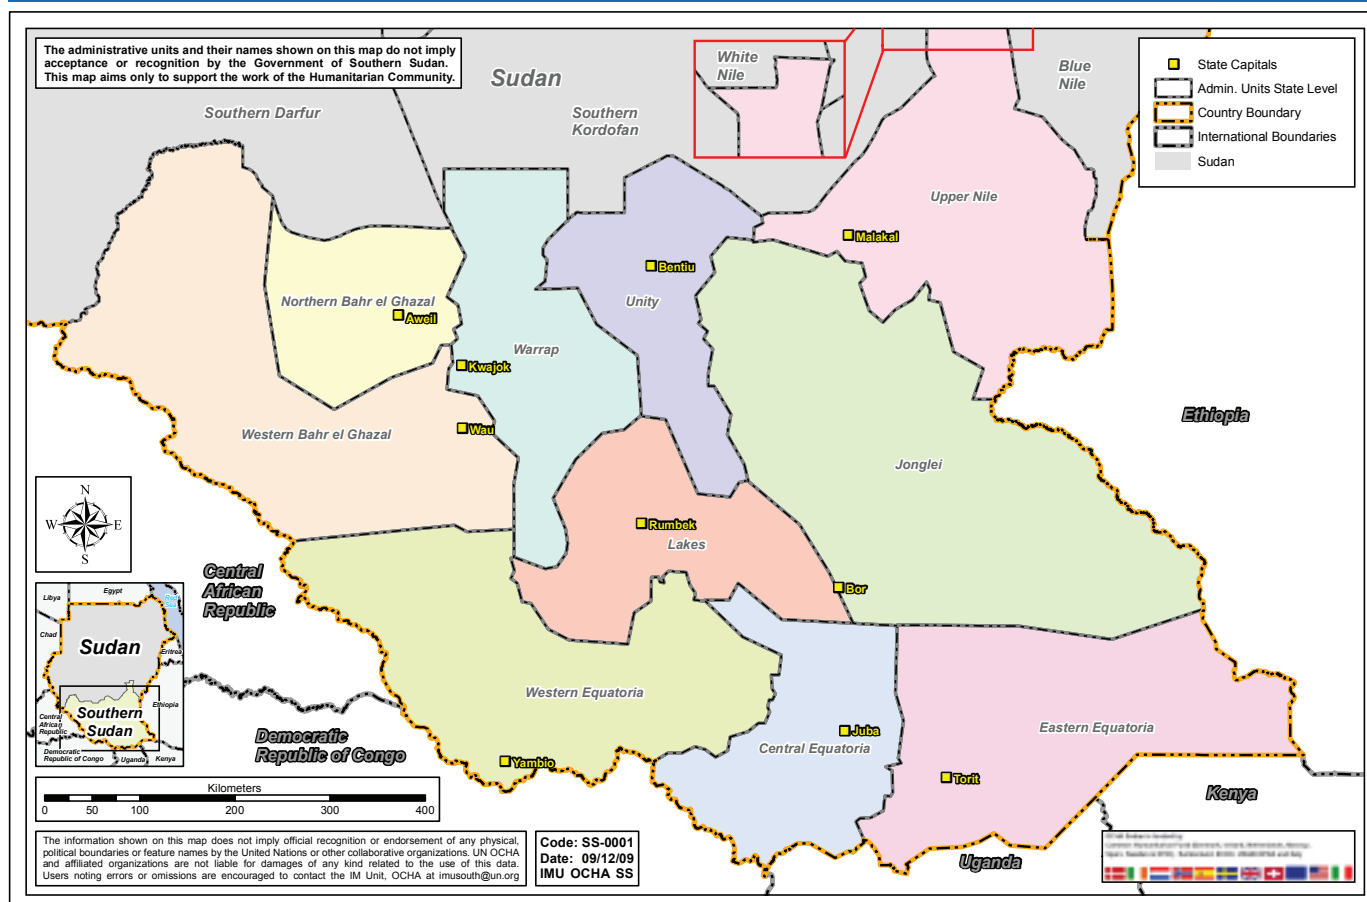 The administrative units and their names shown on this map do not imply
acceptance or recognition by the Government of Southern Sudan.
This map aims only to support the work of the Humanitarian Community.
Sudan
Southern Darfur
Southern
Kordofan
White
Nile
Blue
Nile
State Capitals
Admin. Units State Level
Country Boundary
International Boundaries
Sudan
Upper Nile
Malakal
Bentiu
Unity
Northern Bahr el Ghazal
Aweil
Warrap
Kwajok
Wau
Western Bahr el Ghazal
Ethiopia
Jonglei
Rumbek
Lakes
Bor
N
W
E
S
Central
African
Republic
Libya
Egypt
Red
Sea
Chad
Sudan
Eritrea
Ethiopia
Southern
Sudan
Central
African
Republic
Democratic
Republic of Congo
Uganda
Kenya
Western Equatoria
Democratic
Republic of Congo
Yambio
Juba
Central Equatoria
Eastern Equatoria
Torit
Kenya
Uganda
Kilometers
0 50 100 200 300 400
The information shown on this map does not imply official recognition or endorsement of any physical,
political boundaries or feature names by the United Nations or other collaborative organizations. UN OCHA
and affiliated organizations are not liable for damages of any kind related to the use of this data.
Users noting errors or omissions are encouraged to contact the IM Unit, OCHA at imusouth@un.org
Code: SS-0001
Date: 09/12/09
IMU OCHA SS